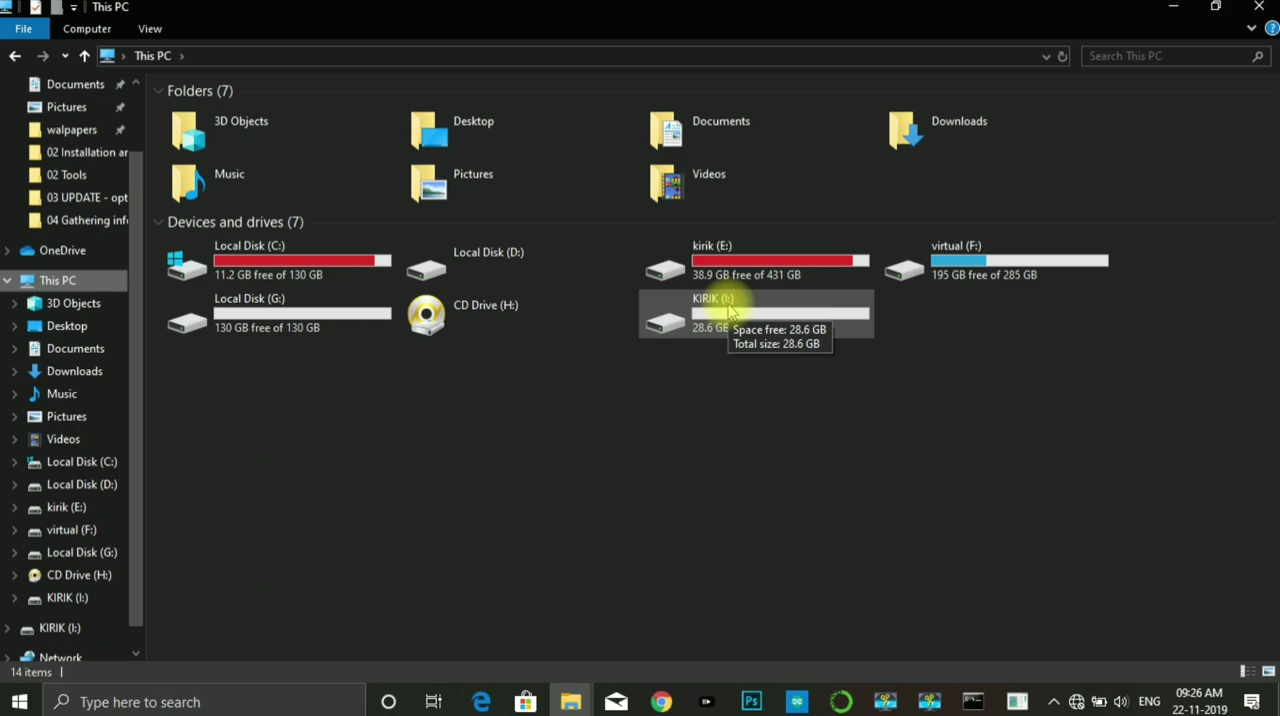 This PC
File
Computer
View
This PC
Search This PC
Documents
Pictures
walpapers
02 Installation ar
02 Tools
03 UPDATE - opt
04 Gathering info
OneDrive
This PC
3D Objects
Desktop
Documents
Downloads
Music
Pictures
Videos
Local Disk (C:)
Local Disk (D:)
kirik (E:)
virtual (F:)
Local Disk (G:)
CD Drive (H:)
KIRIK (I:)
KIRIK (I:)
Network
Folders (7)
3D Objects
Desktop
Documents
Downloads
Music
Pictures
Videos
Devices and drives (7)
Local Disk (C:)
11.2 GB free of 130 GB
Local Disk (D:)
kirik (E:)
38.9 GB free of 431 GB
virtual (F:)
195 GB free of 285 GB
Local Disk (G:)
130 GB free of 130 GB
CD Drive (H:)
KIRIK (I:)
28.6 GB
Space free: 28.6 GB
Total size: 28.6 GB
14 items
Type here to search
Ps
ENG
09:26 AM
22-11-2019